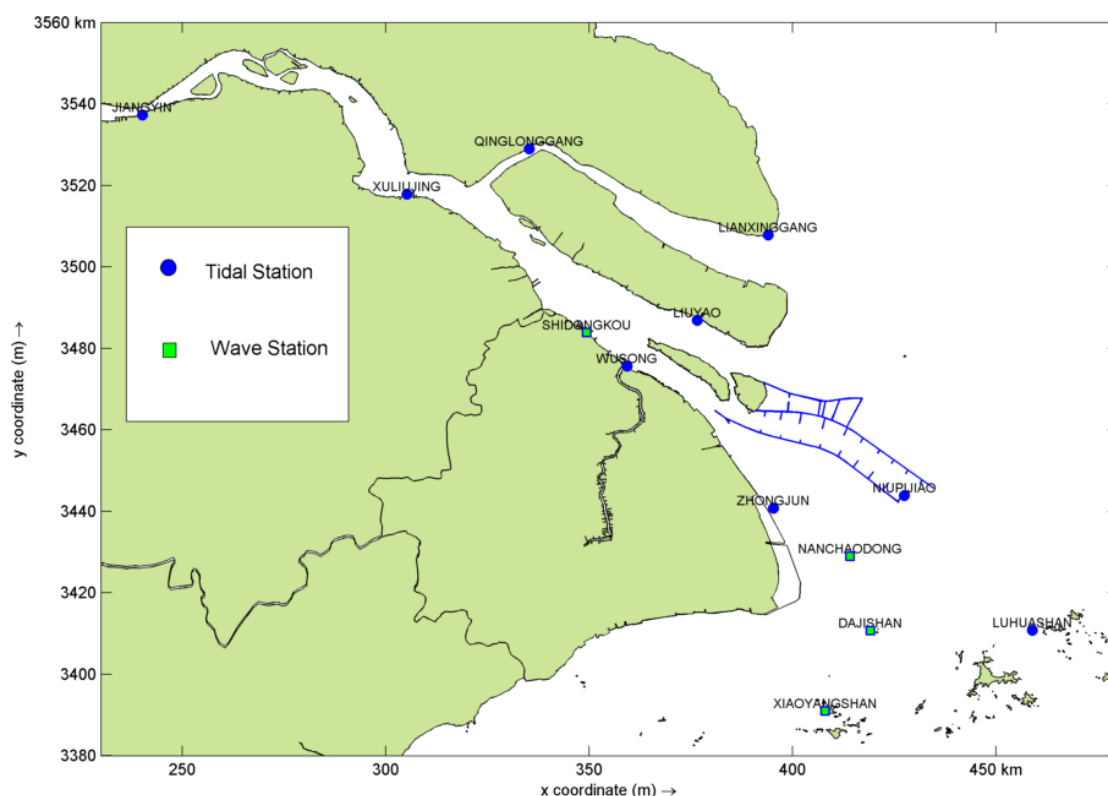 3560 km
JIANGYIN
3540
QINGLONGGANG
XULIUJING
3520
LIANXINGGANG
Tidal Station
3500
LIUYAO
SHIDONGKOU
Wave Station
3480
WUSONG
3460
NIUPIJIAO
ZHONGJUN
3440
NANCHAODONG
3420
DAJISHAN
LUHUASHAN
3400
XIAOYANGSHAN
3380
250
300
350
400
450 km
x coordinate (m) →
y coordinate (m) →